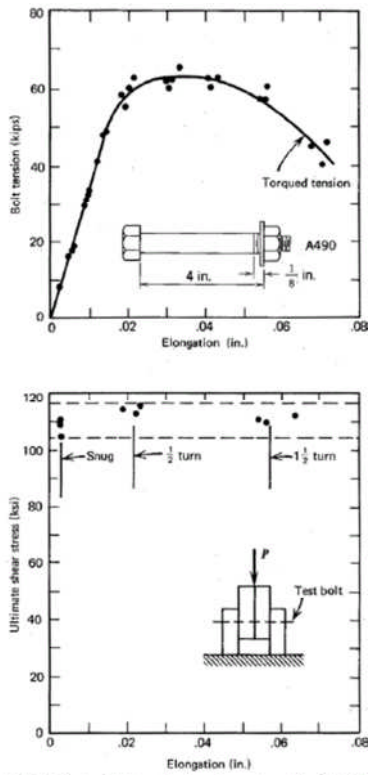 80
60
40
20
0
Bolt tension (kips)
Torqued tension
A490
4 in.
1/8 in.
0 .02 .04 .06 .08
Elongation (in.)
120
100
80
60
40
20
0
Ultimate shear stress (ksi)
Snug
1/2 turn
1 1/2 turn
P
Test bolt
0 .02 .04 .06 .08
Elongation (in.)